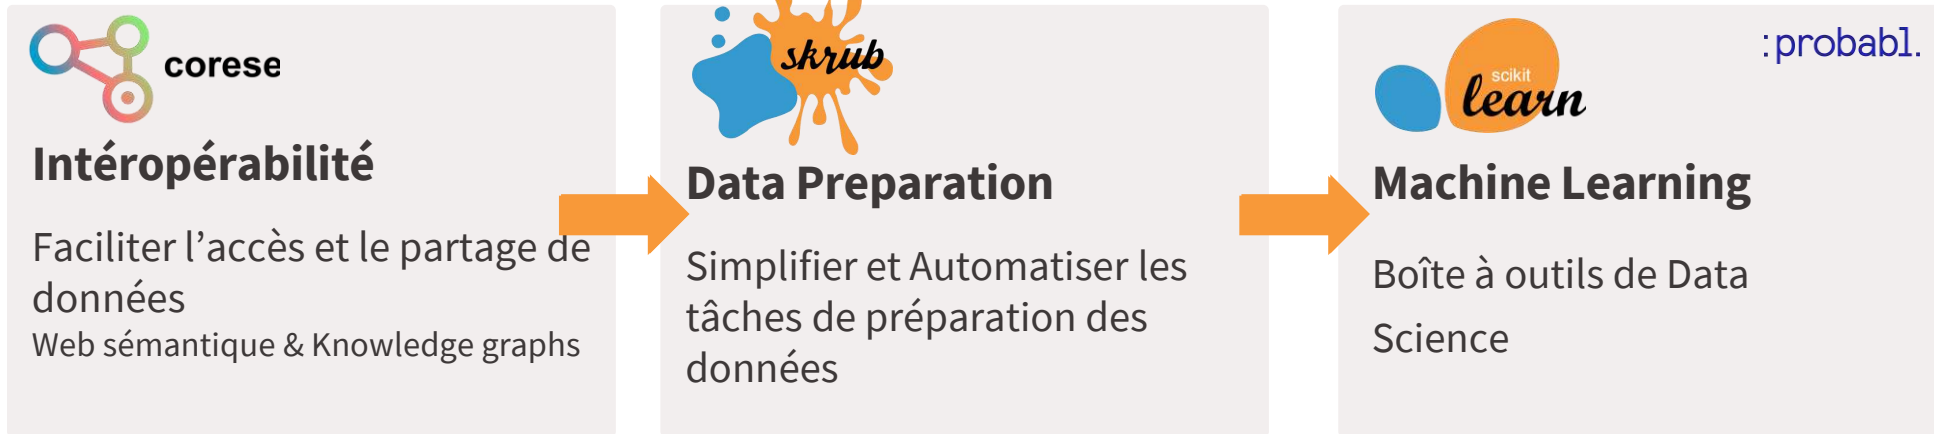 corese
Intéropérabilité
Faciliter l’accès et le partage de
données
Web sémantique & Knowledge graphs
skrub
Data Preparation
Simplifier et Automatiser les
tâches de préparation des
données
scikit
learn
:probabl.
Machine Learning
Boîte à outils de Data
Science